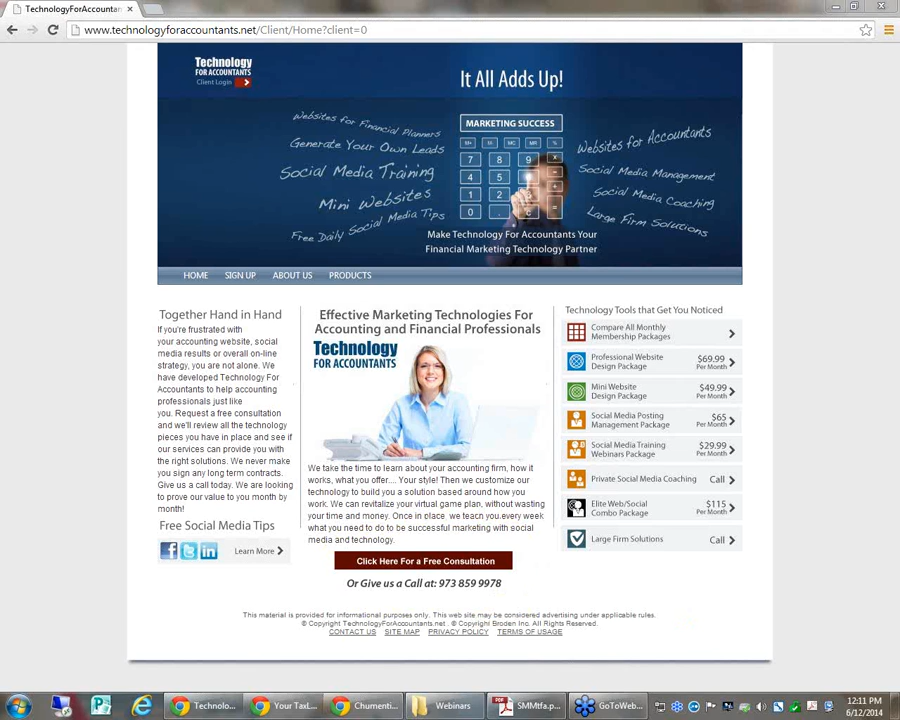 TechnologyForAccountan
www.technologyforaccountants.net/Client/Home?client=0
Technology
FOR ACCOUNTANTS
Client Login
It All Adds Up!
MARKETING SUCCESS
Websites for Financial Planners
Generate Your Own Leads
Social Media Training
Mini Websites
Free Daily Social Media Tips
7 8 9
4 5
1 2
0 .
Websites for Accountants
Social Media Management
Social Media Coaching
Large Firm Solutions
Make Technology For Accountants Your
Financial Marketing Technology Partner
HOME SIGN UP ABOUT US PRODUCTS
Together Hand in Hand
If you're frustrated with
your accounting website, social
media results or overall on-line
strategy, you are not alone. We
have developed Technology For
Accountants to help accounting
professionals just like
you. Request a free consultation
and we'll review all the technology
pieces you have in place and see if
our services can provide you with
the right solutions. We never make
you sign any long term contracts.
Give us a call today. We are looking
to prove our value to you month by
month!
Free Social Media Tips
Learn More
Effective Marketing Technologies For
Accounting and Financial Professionals
Technology
FOR ACCOUNTANTS
We take the time to learn about your accounting firm, how it
works, what you offer.... Your style! Then we customize our
technology to build you a solution based around how you
work. We can revitalize your virtual game plan, without wasting
your time and money. Once in place we teach you every week
what you need to do to be successful marketing with social
media and technology.
Click Here For a Free Consultation
Or Give us a Call at: 973 859 9978
Technology Tools that Get You Noticed
Compare All Monthly
Membership Packages
Professional Website
Design Package
$69.99
Per Month
Mini Website
Design Package
$49.99
Per Month
Social Media Posting
Management Package
$65
Per Month
Social Media Training
Webinars Package
$29.99
Per Month
Private Social Media Coaching Call
Elite Web/Social
Combo Package
$115
Per Month
Large Firm Solutions Call
This material is provided for informational purposes only. This web site may be considered advertising under applicable rules.
© Copyright TechnologyForAccountants.net . © Copyright Broden Inc. All Rights Reserved.
CONTACT US SITE MAP PRIVACY POLICY TERMS OF USAGE
Technolo... Your TaxL... Chumenti... Webinars SMMtfa.p... GoToWeb...
12:11 PM
6/12/2014